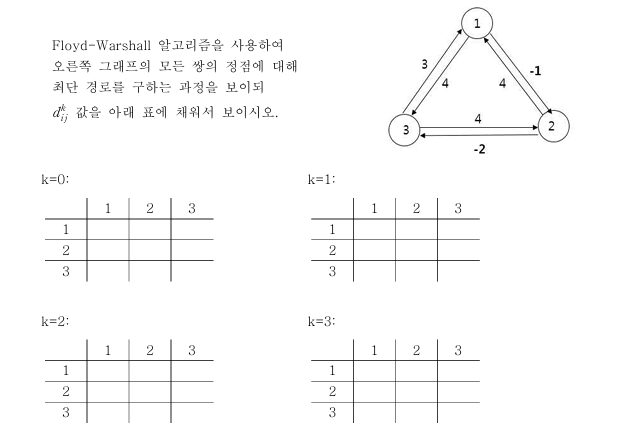 Floyd-Warshall 알고리즘을 사용하여
오른쪽 그래프의 모든 쌍의 정점에 대해
최단 경로를 구하는 과정을 보이되
d_{ij}^{k} 값을 아래 표에 채워서 보이시오.
1
3
4
4
-1
3
4
2
-2
k=0:
1 2 3
1
2
3
k=1:
1 2 3
1
2
3
k=2:
1 2 3
1
2
3
k=3:
1 2 3
1
2
3